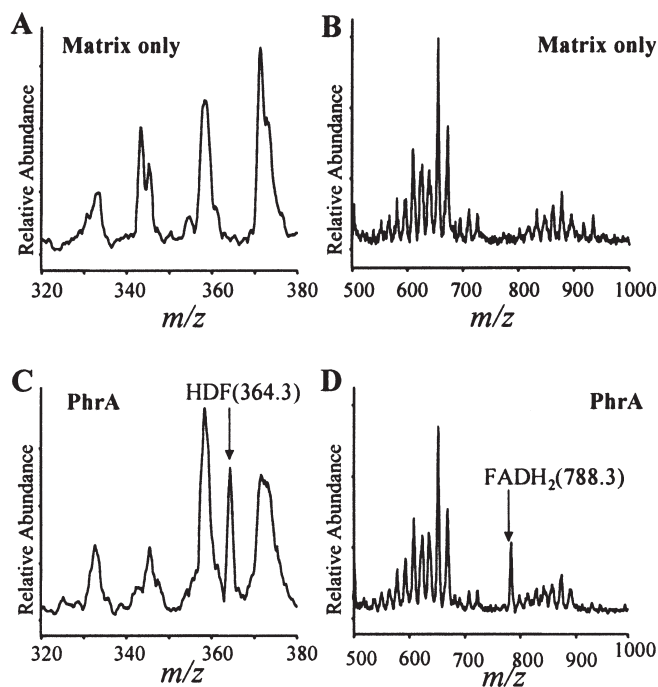 A
Matrix only
Relative Abundance
320 340 360 380
m/z
B
Matrix only
Relative Abundance
500 600 700 800 900 1000
m/z
C
PhrA
HDF(364.3)
Relative Abundance
320 340 360 380
m/z
D
PhrA
FADH₂(788.3)
Relative Abundance
500 600 700 800 900 1000
m/z